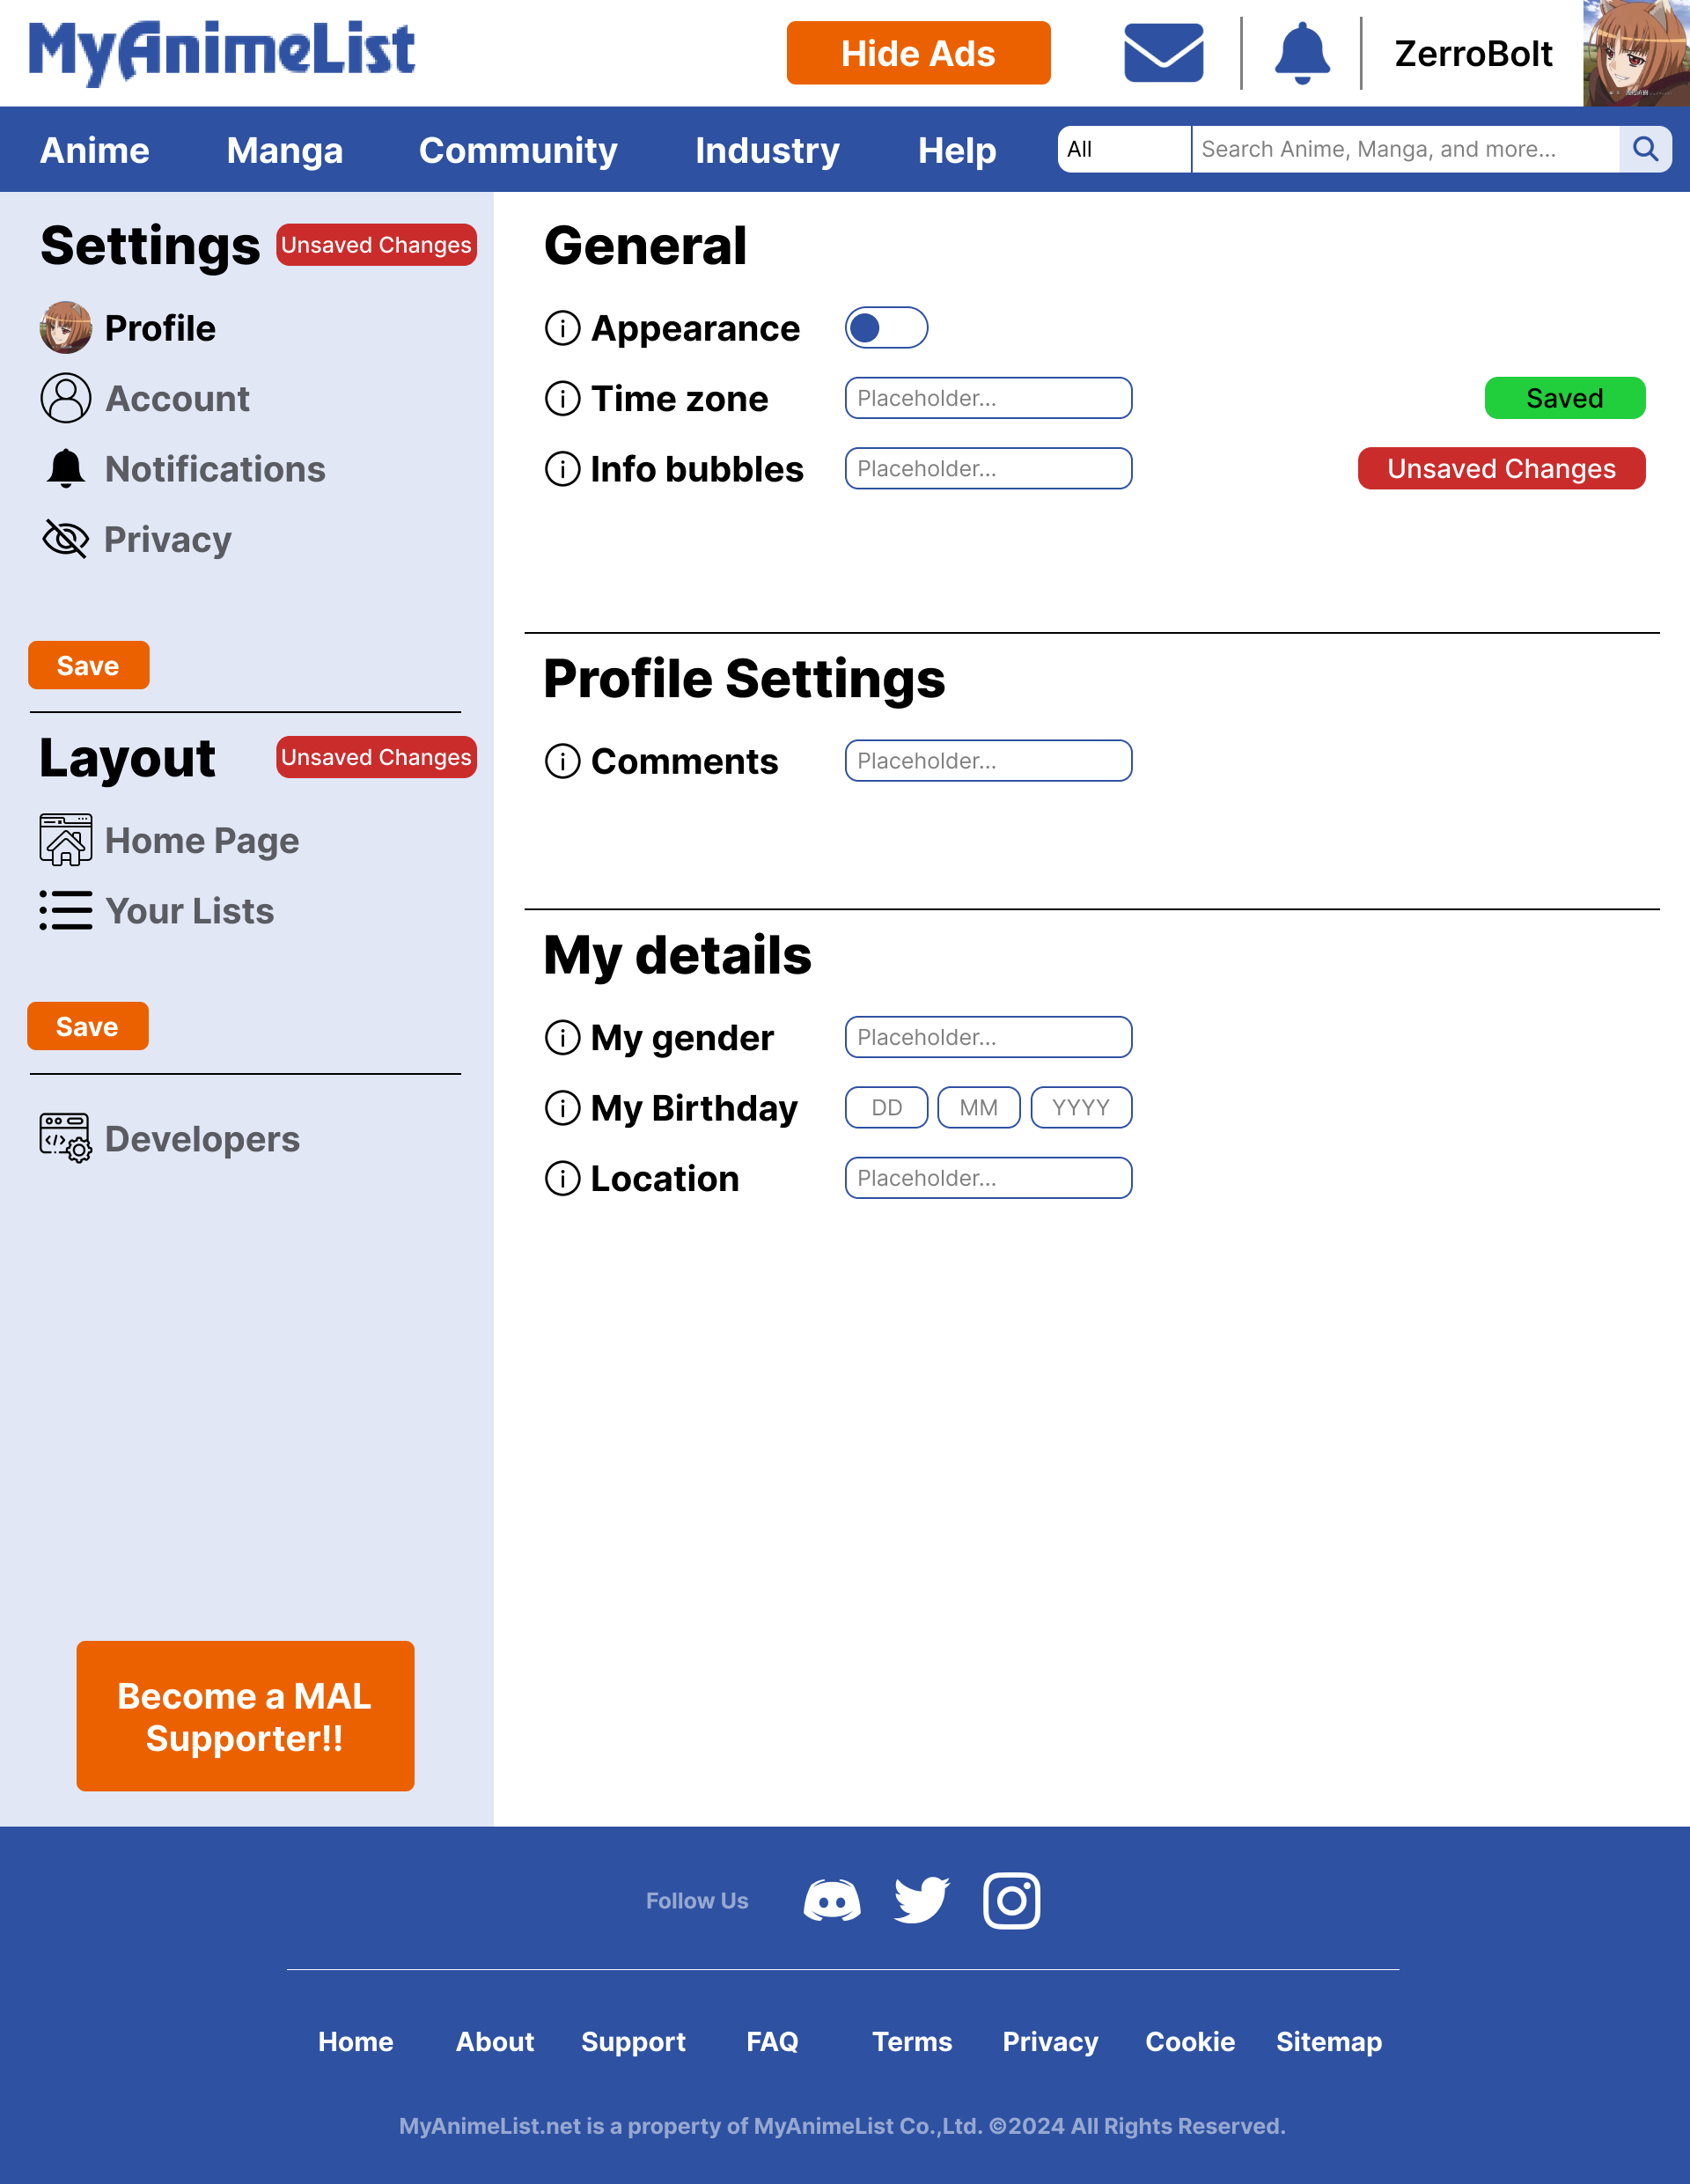 MyAnimeList
Hide Ads
ZerroBolt
Anime Manga Community Industry Help All Search Anime, Manga, and more...
Settings Unsaved Changes
Profile
Account
Notifications
Privacy
Save
Layout Unsaved Changes
Home Page
Your Lists
Save
Developers
Become a MAL
Supporter!!
General
Appearance
Time zone Placeholder... Saved
Info bubbles Placeholder... Unsaved Changes
Profile Settings
Comments Placeholder...
My details
My gender Placeholder...
My Birthday DD MM YYYY
Location Placeholder...
Follow Us
Home About Support FAQ Terms Privacy Cookie Sitemap
MyAnimeList.net is a property of MyAnimeList Co.,Ltd. ©2024 All Rights Reserved.